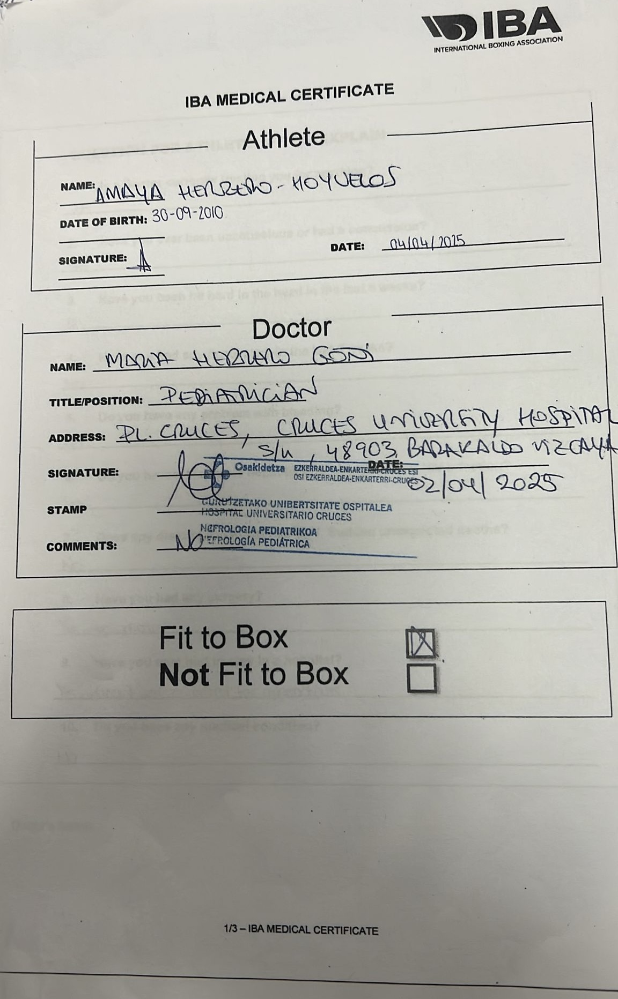 IBA
INTERNATIONAL BOXING ASSOCIATION
IBA MEDICAL CERTIFICATE
Athlete
NAME: AMAYA HERRERO-HOYUELOS
DATE OF BIRTH: 30-09-2010
SIGNATURE: DATE: 04/04/2025
Doctor
NAME: MARIA HERRERO GOÑI
TITLE/POSITION: PEDIATRICIAN
ADDRESS: PL. CRUCES, CRUCES UNIVERSITY HOSPITAL
s/n, 48903, BARAKALDO VIZCAYA
SIGNATURE: DATE: 02/04/2025
Osakidetza EZKERRALDEA-ENKARTERRI-CRUCES ESI
OSI EZKERRALDEA-ENKARTERRI-CRUCES
STAMP
GURUTZETAKO UNIBERTSITATE OSPITALEA
HOSPITAL UNIVERSITARIO CRUCES
NEFROLOGIA PEDIATRIKOA
NEFROLOGÍA PEDIÁTRICA
COMMENTS: NO
Fit to Box
Not Fit to Box
1/3 – IBA MEDICAL CERTIFICATE